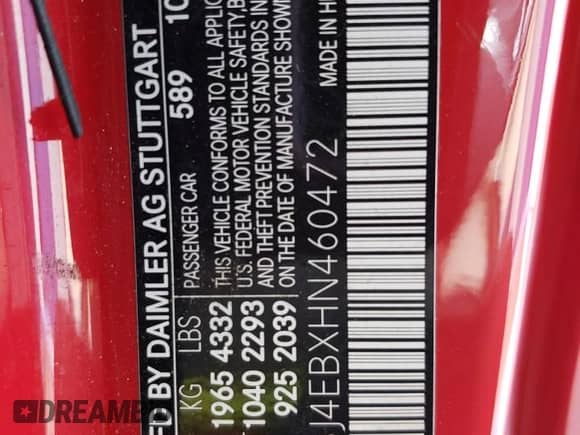 ED BY DAIMLER AG STUTTGART
589 10
KG LBS PASSENGER CAR
1965 4332 THIS VEHICLE CONFORMS TO ALL APPLIC
1040 2293 U.S. FEDERAL MOTOR VEHICLE SAFETY, B
925 2039 AND THEFT PREVENTION STANDARDS IN
ON THE DATE OF MANUFACTURE SHOW
MADE IN H
J4EBXHN460472
DREAM